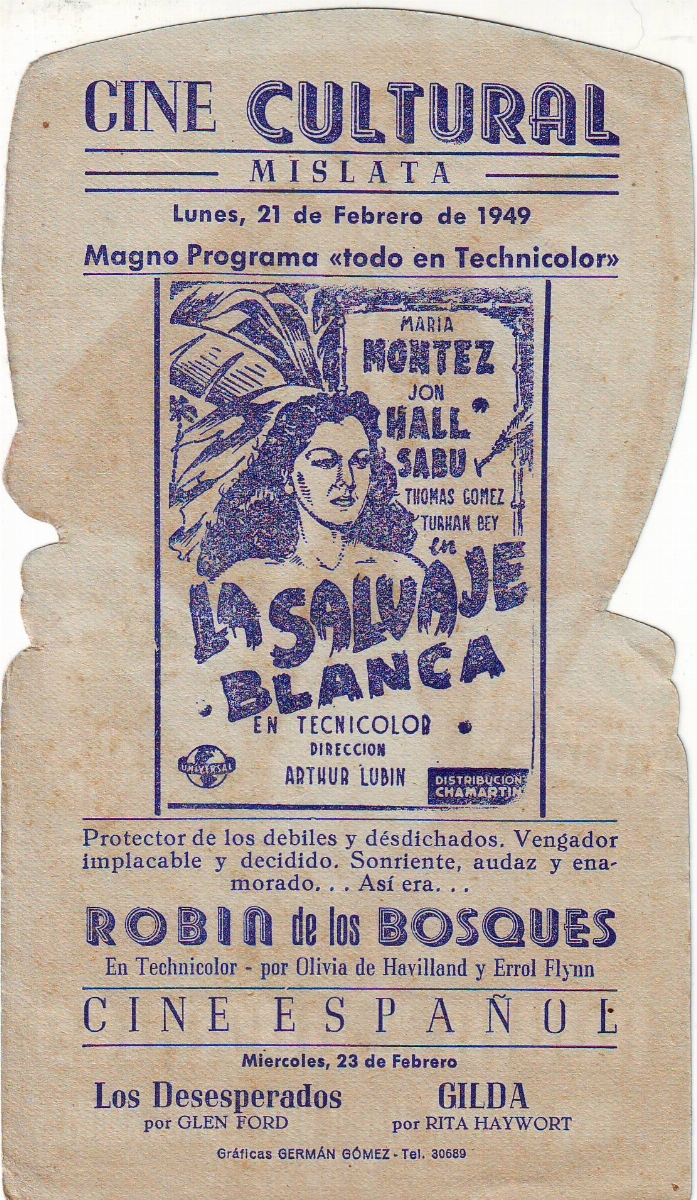 CINE CULTURAL
MISLATA
Lunes, 21 de Febrero de 1949
Magno Programa «todo en Technicolor»
MARIA
MONTEZ
JON
HALL
SABU
THOMAS GOMEZ
TURHAN BEY
en
LA SALVAJE
BLANCA
EN TECNICOLOR
DIRECCION
ARTHUR LUBIN
UNIVERSAL
DISTRIBUCION
CHAMARTIN
Protector de los debiles y désdichados. Vengador
implacable y decidido. Sonriente, audaz y ena-
morado. . . Así era. . .
ROBIN de los BOSQUES
En Technicolor - por Olivia de Havilland y Errol Flynn
CINE ESPAÑOL
Miercoles, 23 de Febrero
Los Desesperados GILDA
por GLEN FORD por RITA HAYWORT
Gráficas GERMÁN GÓMEZ - Tel. 30689